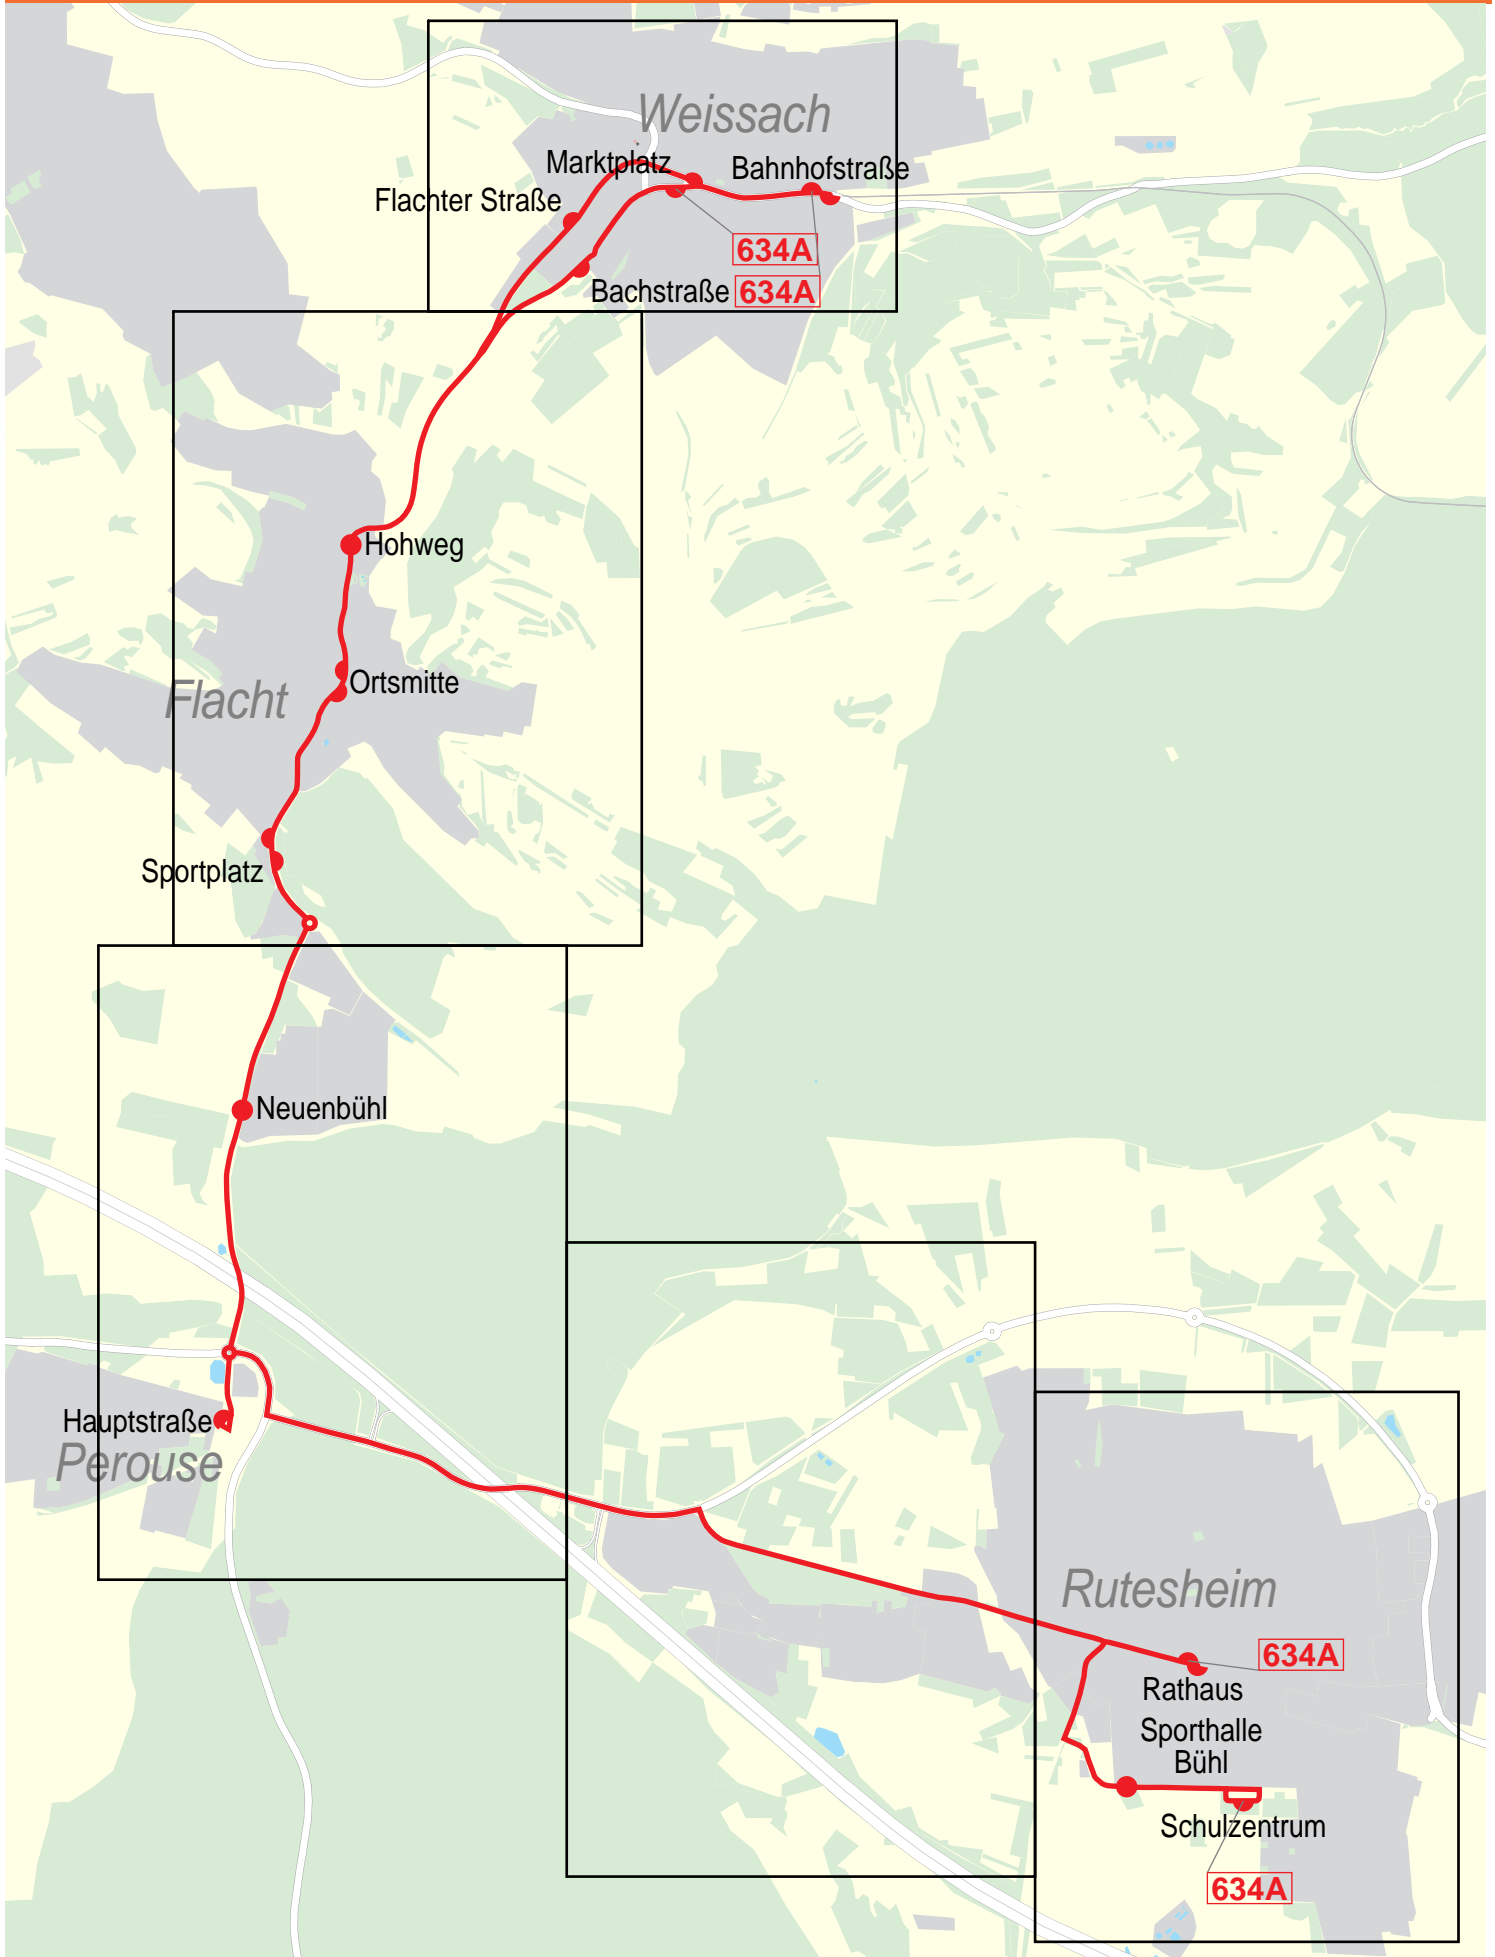 Weissach
Marktplatz
Bahnhofstraße
Flachter Straße
634A
Bachstraße
634A
Hohweg
Ortsmitte
Flacht
Sportplatz
Neuenbühl
Hauptstraße
Perouse
Rutesheim
634A
Rathaus
Sporthalle
Bühl
Schulzentrum
634A